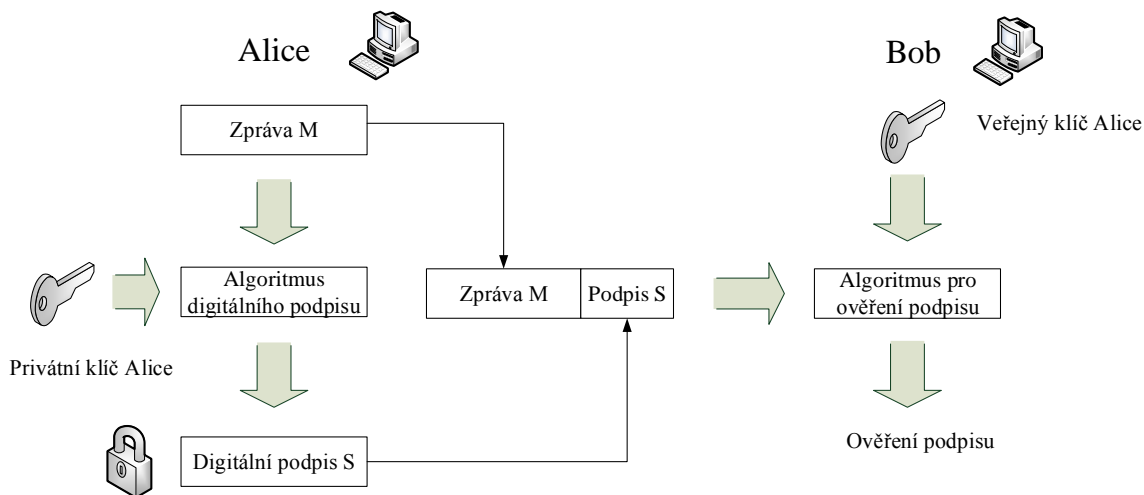 Alice
Bob
Zpráva M
Veřejný klíč Alice
Algoritmus
digitálního podpisu
Zpráva M
Podpis S
Algoritmus pro
ověření podpisu
Privátní klíč Alice
Digitální podpis S
Ověření podpisu